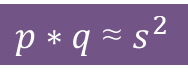 p * q ≈ s²